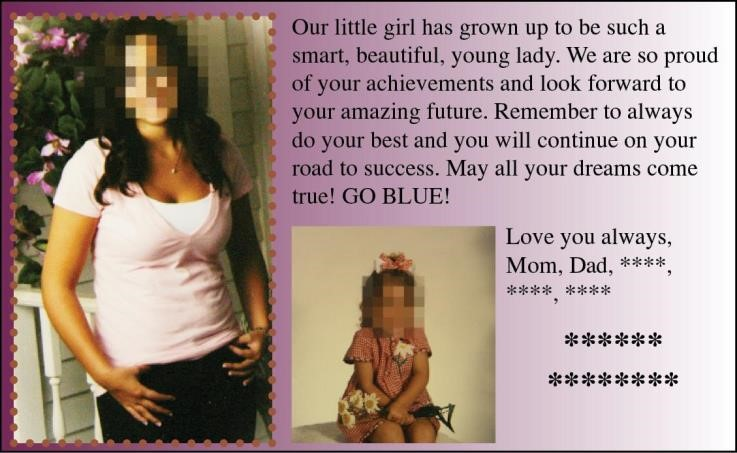 Our little girl has grown up to be such a
smart, beautiful, young lady. We are so proud
of your achievements and look forward to
your amazing future. Remember to always
do your best and you will continue on your
road to success. May all your dreams come
true! GO BLUE!
Love you always,
Mom, Dad, ****,
****, ****
******
********